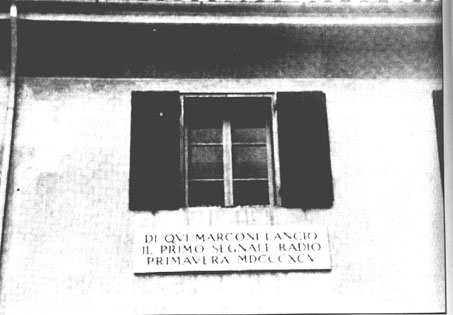 DI QVI MARCONI LANCIO
IL PRIMO SEGNALE RADIO
PRIMAVERA MDCCCXCV